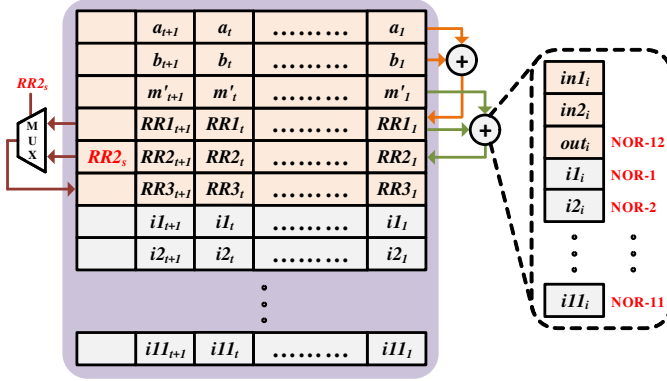 a_{t+1} a_t ......... a_1
b_{t+1} b_t ......... b_1
m'_{t+1} m'_t ......... m'_1
RR1_{t+1} RR1_t ......... RR1_1
RR2_s RR2_{t+1} RR2_t ......... RR2_1
RR3_{t+1} RR3_t ......... RR3_1
i1_{t+1} i1_t ......... i1_1
i2_{t+1} i2_t ......... i2_1
i11_{t+1} i11_t ......... i11_1
RR2_s
M
U
X
+
+
in1_i
in2_i
out_i NOR-12
i1_i NOR-1
i2_i NOR-2
i11_i NOR-11